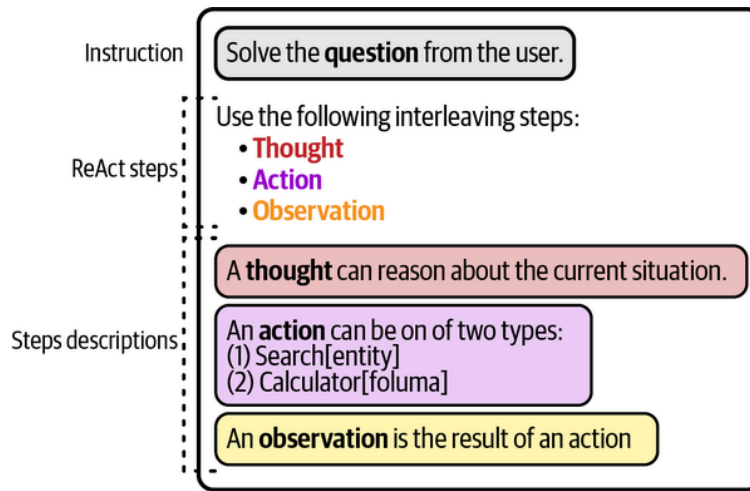 Instruction
Solve the question from the user.
ReAct steps
Use the following interleaving steps:
• Thought
• Action
• Observation
Steps descriptions
A thought can reason about the current situation.
An action can be on of two types:
(1) Search[entity]
(2) Calculator[foluma]
An observation is the result of an action